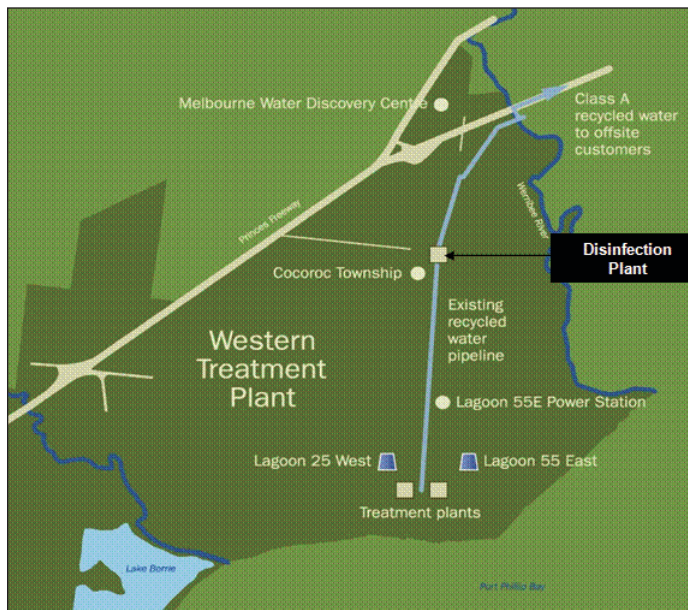 Melbourne Water Discovery Centre
Class A
recycled water
to offsite
customers
Princes Freeway
Werribee River
Disinfection
Plant
Cocoroc Township
Existing
recycled
water
pipeline
Western
Treatment
Plant
Lagoon 55E Power Station
Lagoon 25 West
Lagoon 55 East
Treatment plants
Lake Borrie
Port Phillip Bay